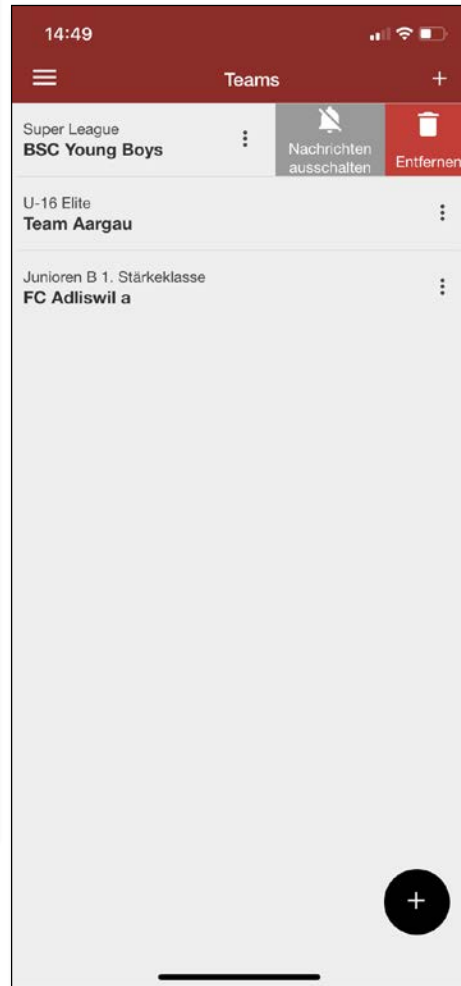 14:49
Teams
Super League
BSC Young Boys
Nachrichten
ausschalten
Entfernen
U-16 Elite
Team Aargau
Junioren B 1. Stärkeklasse
FC Adliswil a